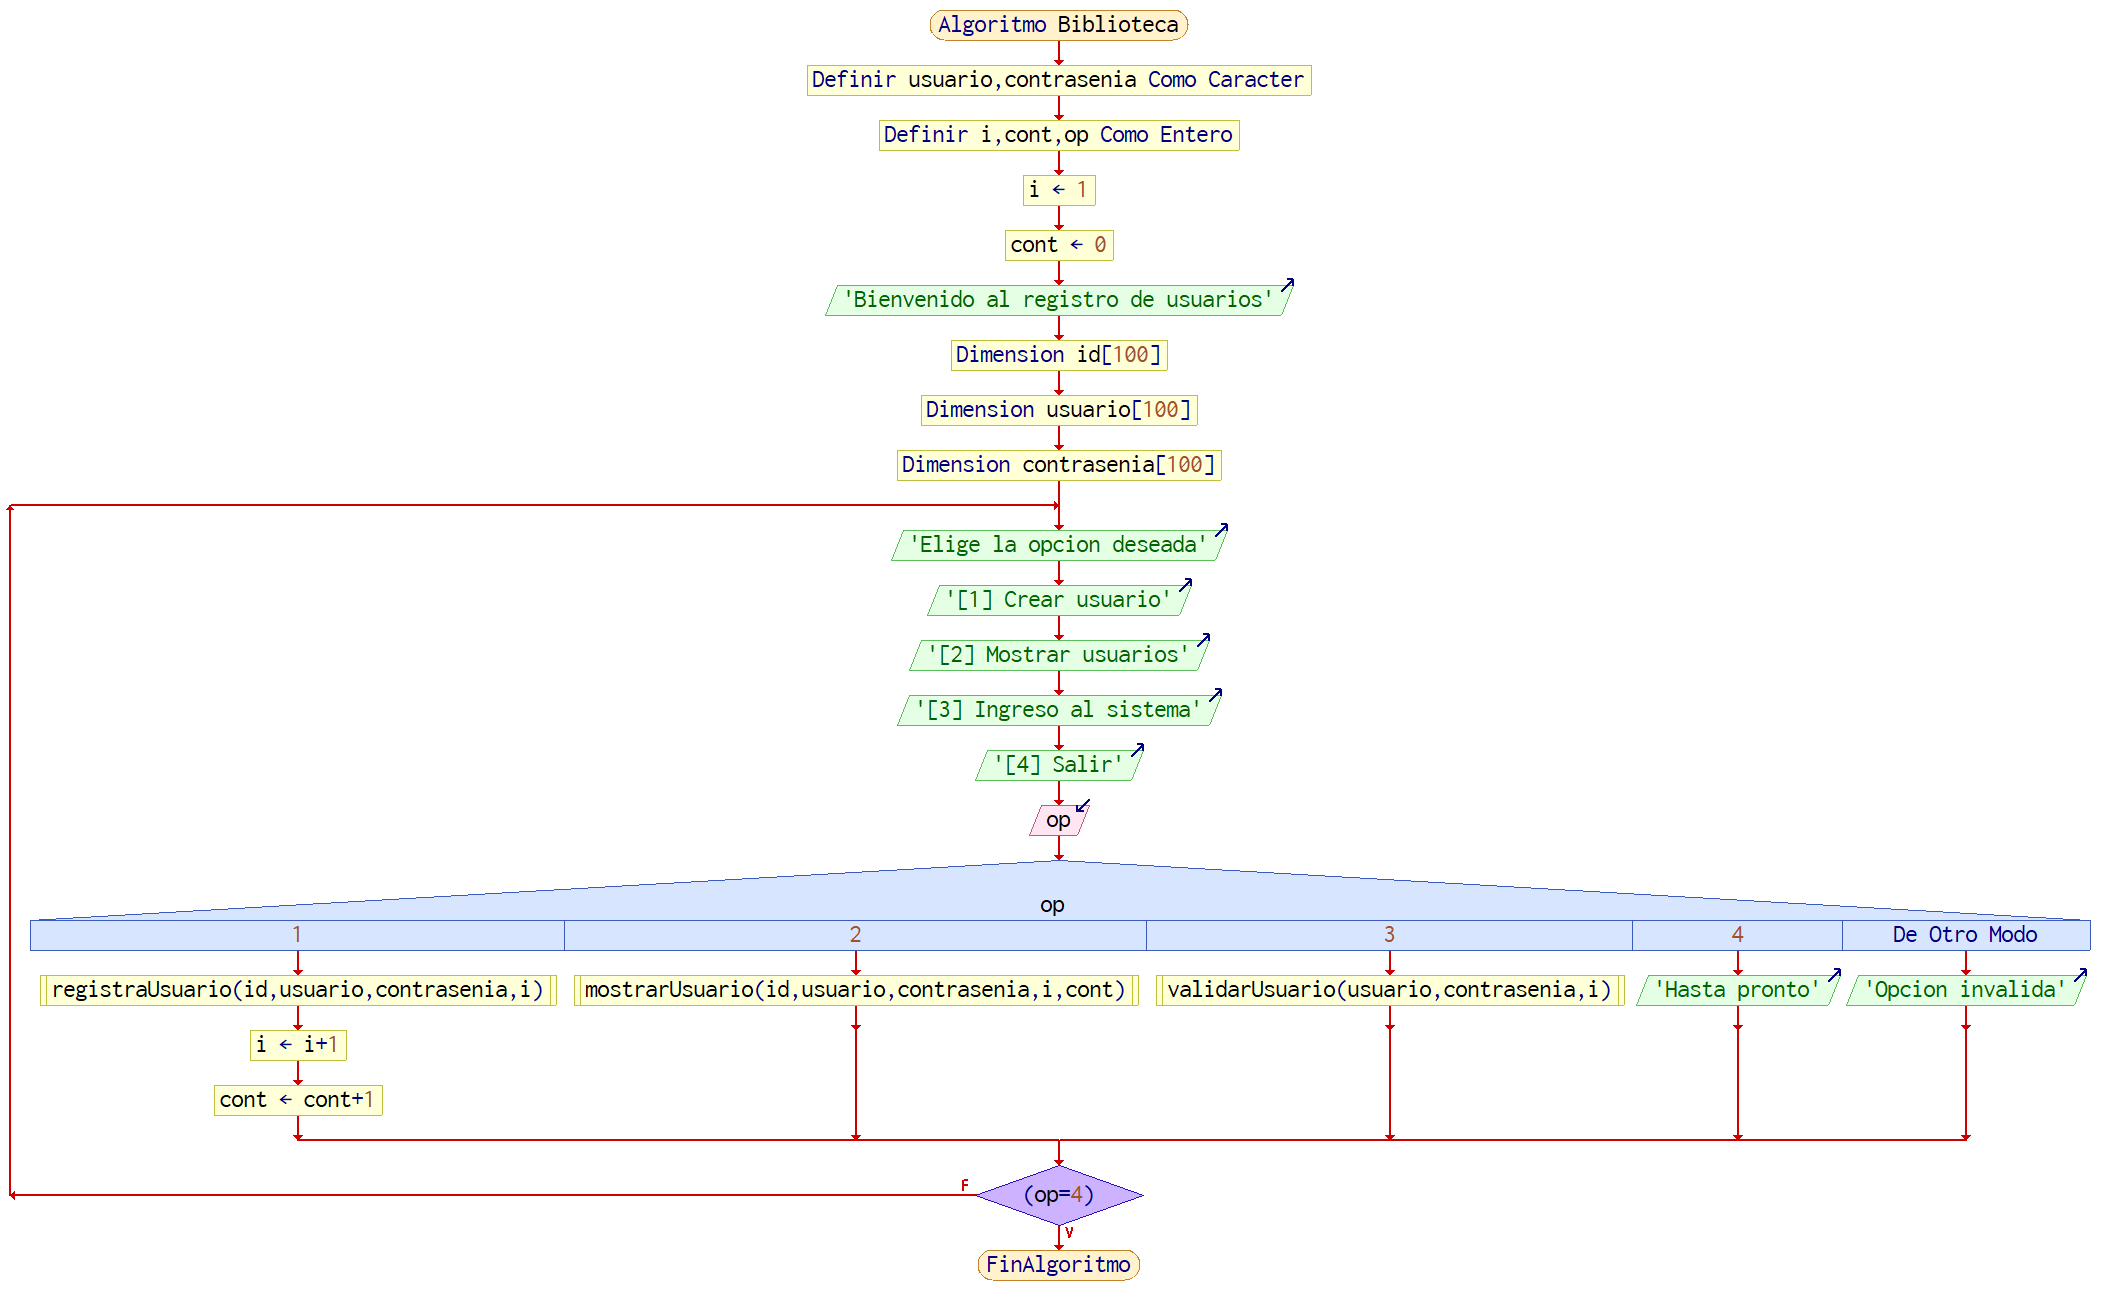 Algoritmo Biblioteca
Definir usuario,contrasenia Como Caracter
Definir i,cont,op Como Entero
i ← 1
cont ← 0
'Bienvenido al registro de usuarios'
Dimension id[100]
Dimension usuario[100]
Dimension contrasenia[100]
'Elige la opcion deseada'
'[1] Crear usuario'
'[2] Mostrar usuarios'
'[3] Ingreso al sistema'
'[4] Salir'
op
op
1 2 3 4 De Otro Modo
registraUsuario(id,usuario,contrasenia,i) mostrarUsuario(id,usuario,contrasenia,i,cont) validarUsuario(usuario,contrasenia,i) 'Hasta pronto' 'Opcion invalida'
i ← i+1
cont ← cont+1
F
(op=4)
V
FinAlgoritmo